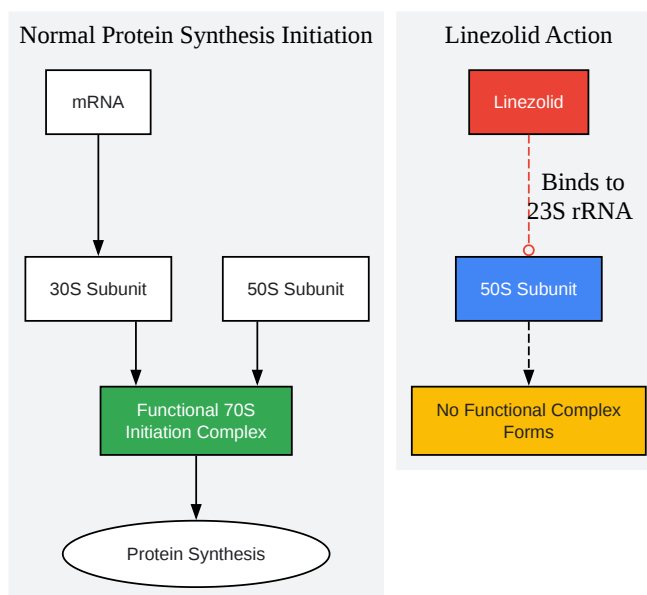 Normal Protein Synthesis Initiation
mRNA
30S Subunit
50S Subunit
Functional 70S
Initiation Complex
Protein Synthesis
Linezolid Action
Linezolid
Binds to
23S rRNA
50S Subunit
No Functional Complex
Forms